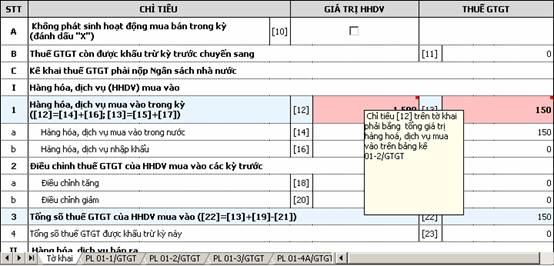 STT CHỈ TIÊU GIÁ TRỊ HHDV THUẾ GTGT
A Không phát sinh hoạt động mua bán trong kỳ [10]
(đánh dấu "X")
B Thuế GTGT còn được khấu trừ kỳ trước chuyển sang [11] 0
C Kê khai thuế GTGT phải nộp Ngân sách nhà nước
I Hàng hóa, dịch vụ (HHDV) mua vào
1 Hàng hóa, dịch vụ mua vào trong kỳ [12] 150
([12]=[14]+[16]; [13]=[15]+[17])
Chỉ tiêu [12] trên tờ khai
phải bằng tổng giá trị
hàng hoá, dịch vụ mua
vào trên bảng kê
01-2/GTGT
a Hàng hóa, dịch vụ mua vào trong nước [14] 150
b Hàng hóa, dịch vụ nhập khẩu [16] 0
2 Điều chỉnh thuế GTGT của HHDV mua vào các kỳ trước
a Điều chỉnh tăng [18] 0
b Điều chỉnh giảm [20] 0
3 Tổng số thuế GTGT của HHDV mua vào ([22]=[13]+[19]-[21]) [22] 150
4 Tổng số thuế GTGT được khấu trừ kỳ này [23] 0
II Hàng hóa, dịch vụ bán ra
Tờ khai PL 01-1/GTGT PL 01-2/GTGT PL 01-3/GTGT PL 01-4A/GTG